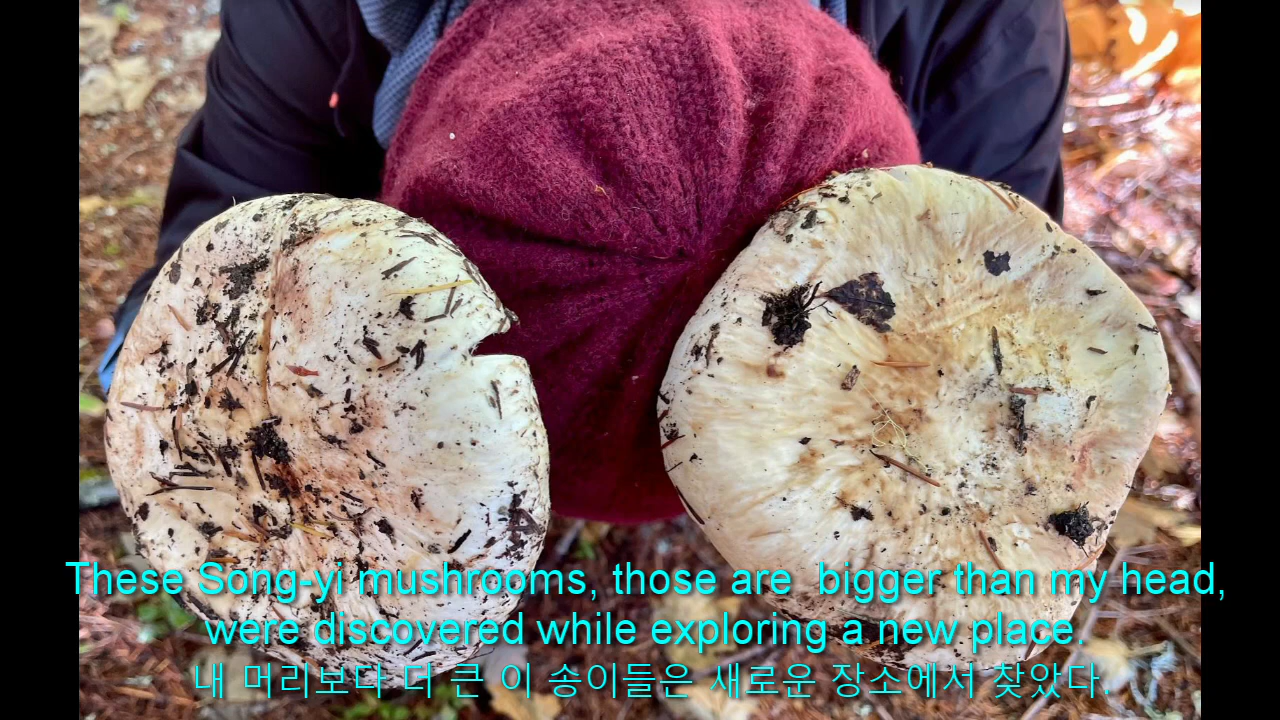 These Song-yi mushrooms, those are  bigger than my head,
were discovered while exploring a new place.
내 머리보다 더 큰 이 송이들은 새로운 장소에서 찾았다.